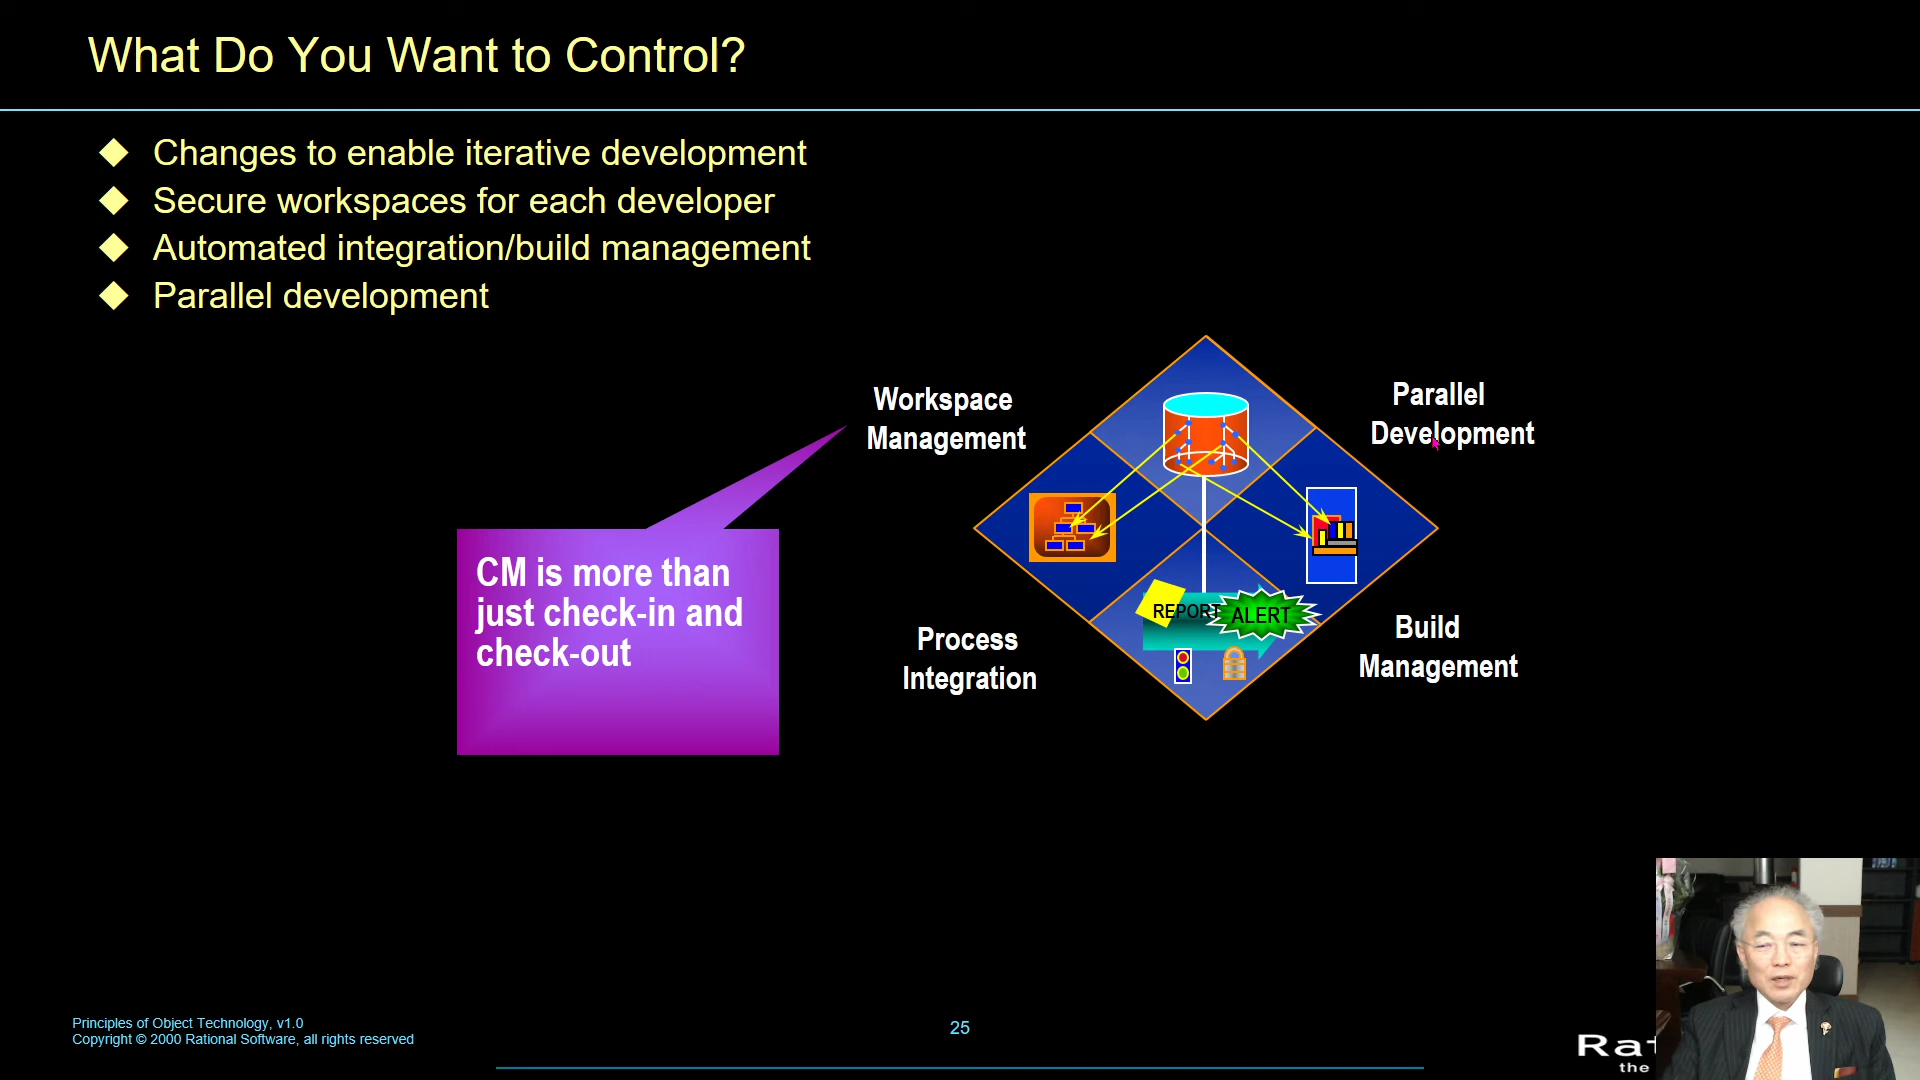 What Do You Want to Control?
Changes to enable iterative development
Secure workspaces for each developer
Automated integration/build management
Parallel development
Workspace
Management
Parallel
Development
CM is more than
just check-in and
check-out
REPORT
ALERT
Process
Integration
Build
Management
Principles of Object Technology, v1.0
Copyright © 2000 Rational Software, all rights reserved
25
the